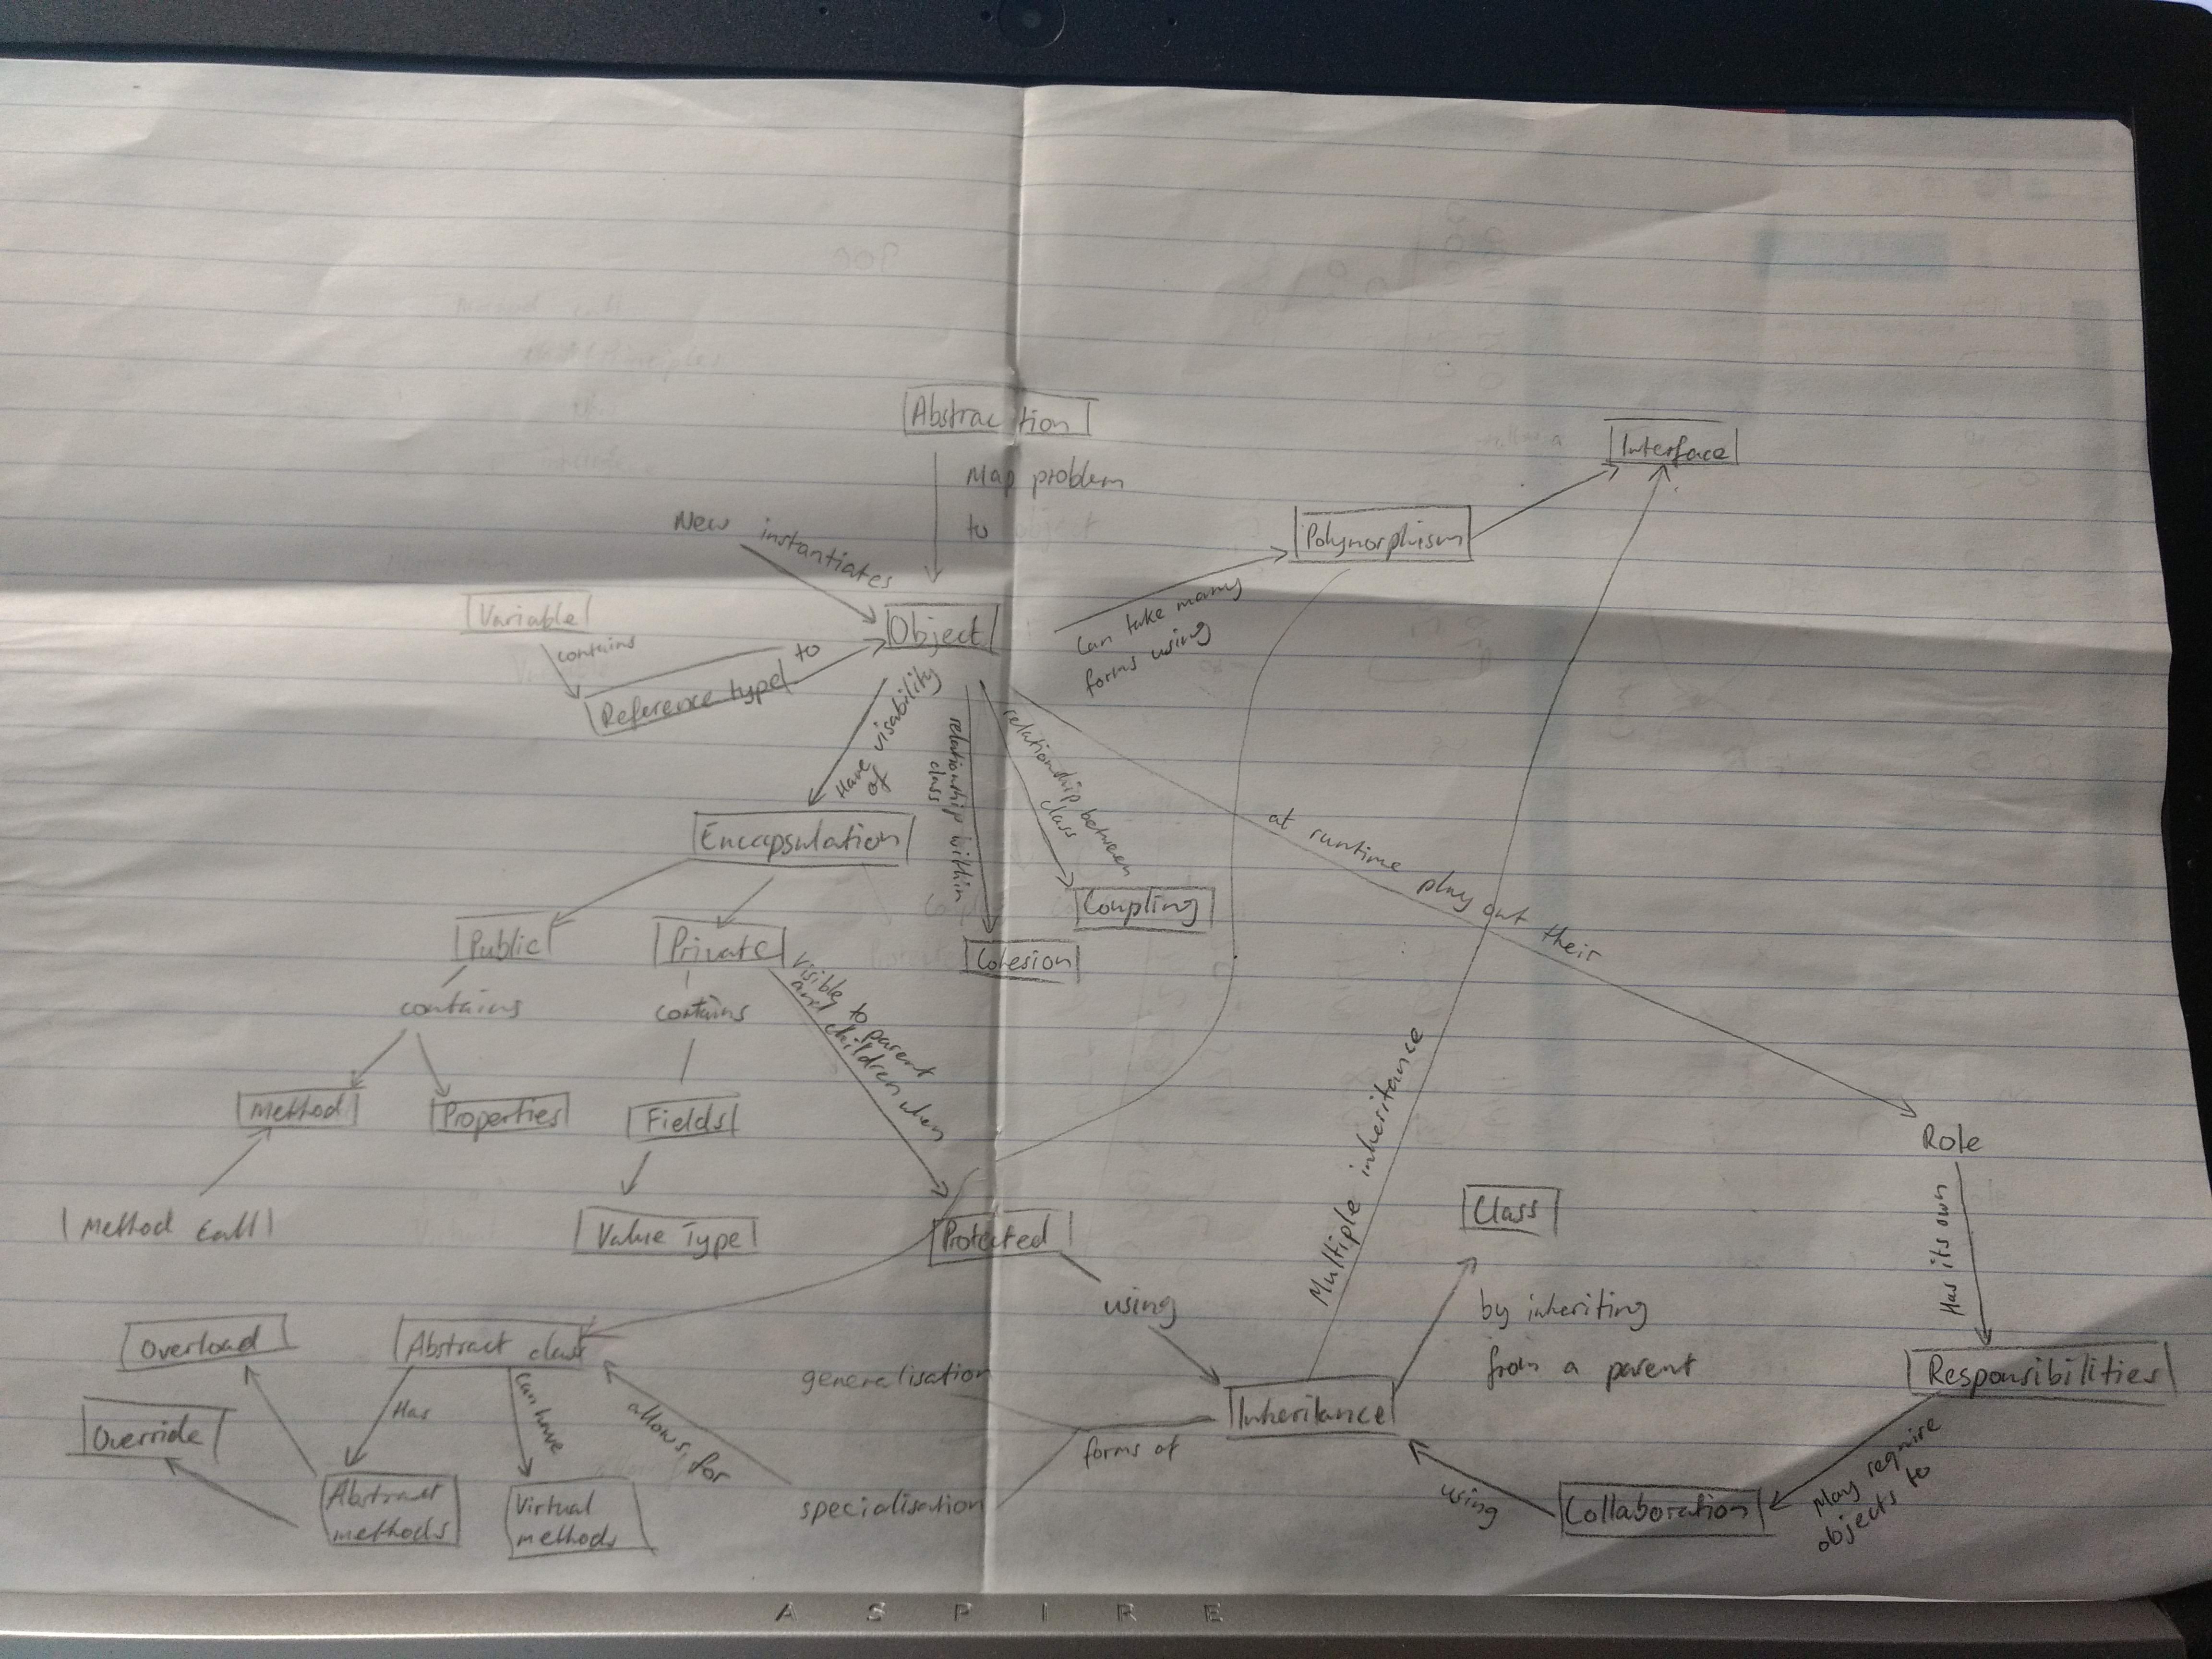 Abstraction
Map problem
to
Interface
Polymorphism
New instantiates
Variable
contains
Reference type
to
Object
Can take many
forms using
Have visability
of
relationship within
class
relationship between
class
at runtime play out their
Encapsulation
Coupling
Cohesion
Public
Private
contains
contains
visible to parent
and children when
Method
Properties
Fields
Method Call
Value Type
Protected
using
Multiple inheritance
Class
by inheriting
from a parent
Role
Has its own
Responsibilities
May require
objects to
Collaboration
using
Inheritance
forms of
generalisation
specialisation
allows for
Overload
Override
Abstract class
Has
Can have
Abstract
methods
Virtual
methods
ASPIRE